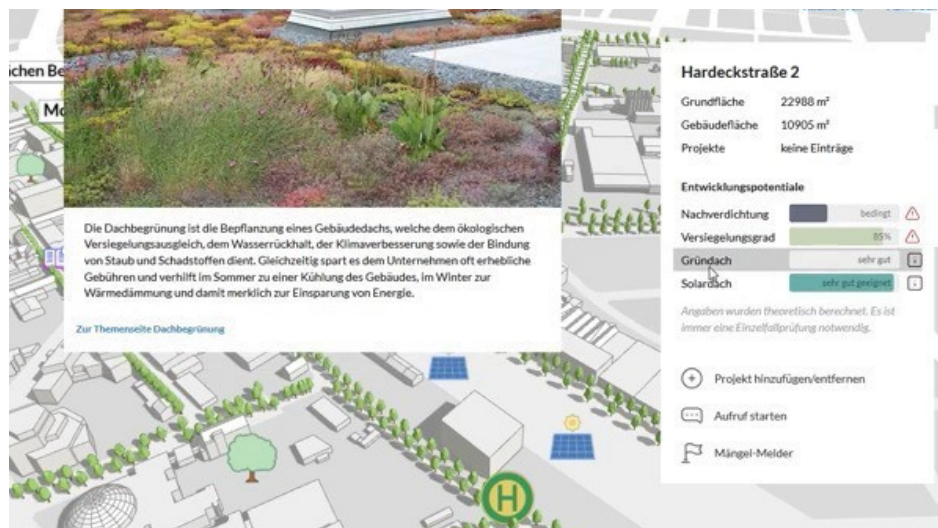 chen Be
Mo
Die Dachbegrünung ist die Bepflanzung eines Gebäudedachs, welche dem ökologischen
Versiegelungsausgleich, dem Wasserrückhalt, der Klimaverbesserung sowie der Bindung
von Staub und Schadstoffen dient. Gleichzeitig spart es dem Unternehmen oft erhebliche
Gebühren und verhilft im Sommer zu einer Kühlung des Gebäudes, im Winter zur
Wärmedämmung und damit merklich zur Einsparung von Energie.
Zur Themenseite Dachbegrünung
H
Hardeckstraße 2
Grundfläche 22988 m²
Gebäudefläche 10905 m²
Projekte keine Einträge
Entwicklungspotentiale
Nachverdichtung bedingt
Versiegelungsgrad 85%
Gründach sehr gut
Solardach sehr gut geeignet
Angaben wurden theoretisch berechnet. Es ist
immer eine Einzelfallprüfung notwendig.
Projekt hinzufügen/entfernen
Aufruf starten
Mängel-Melder